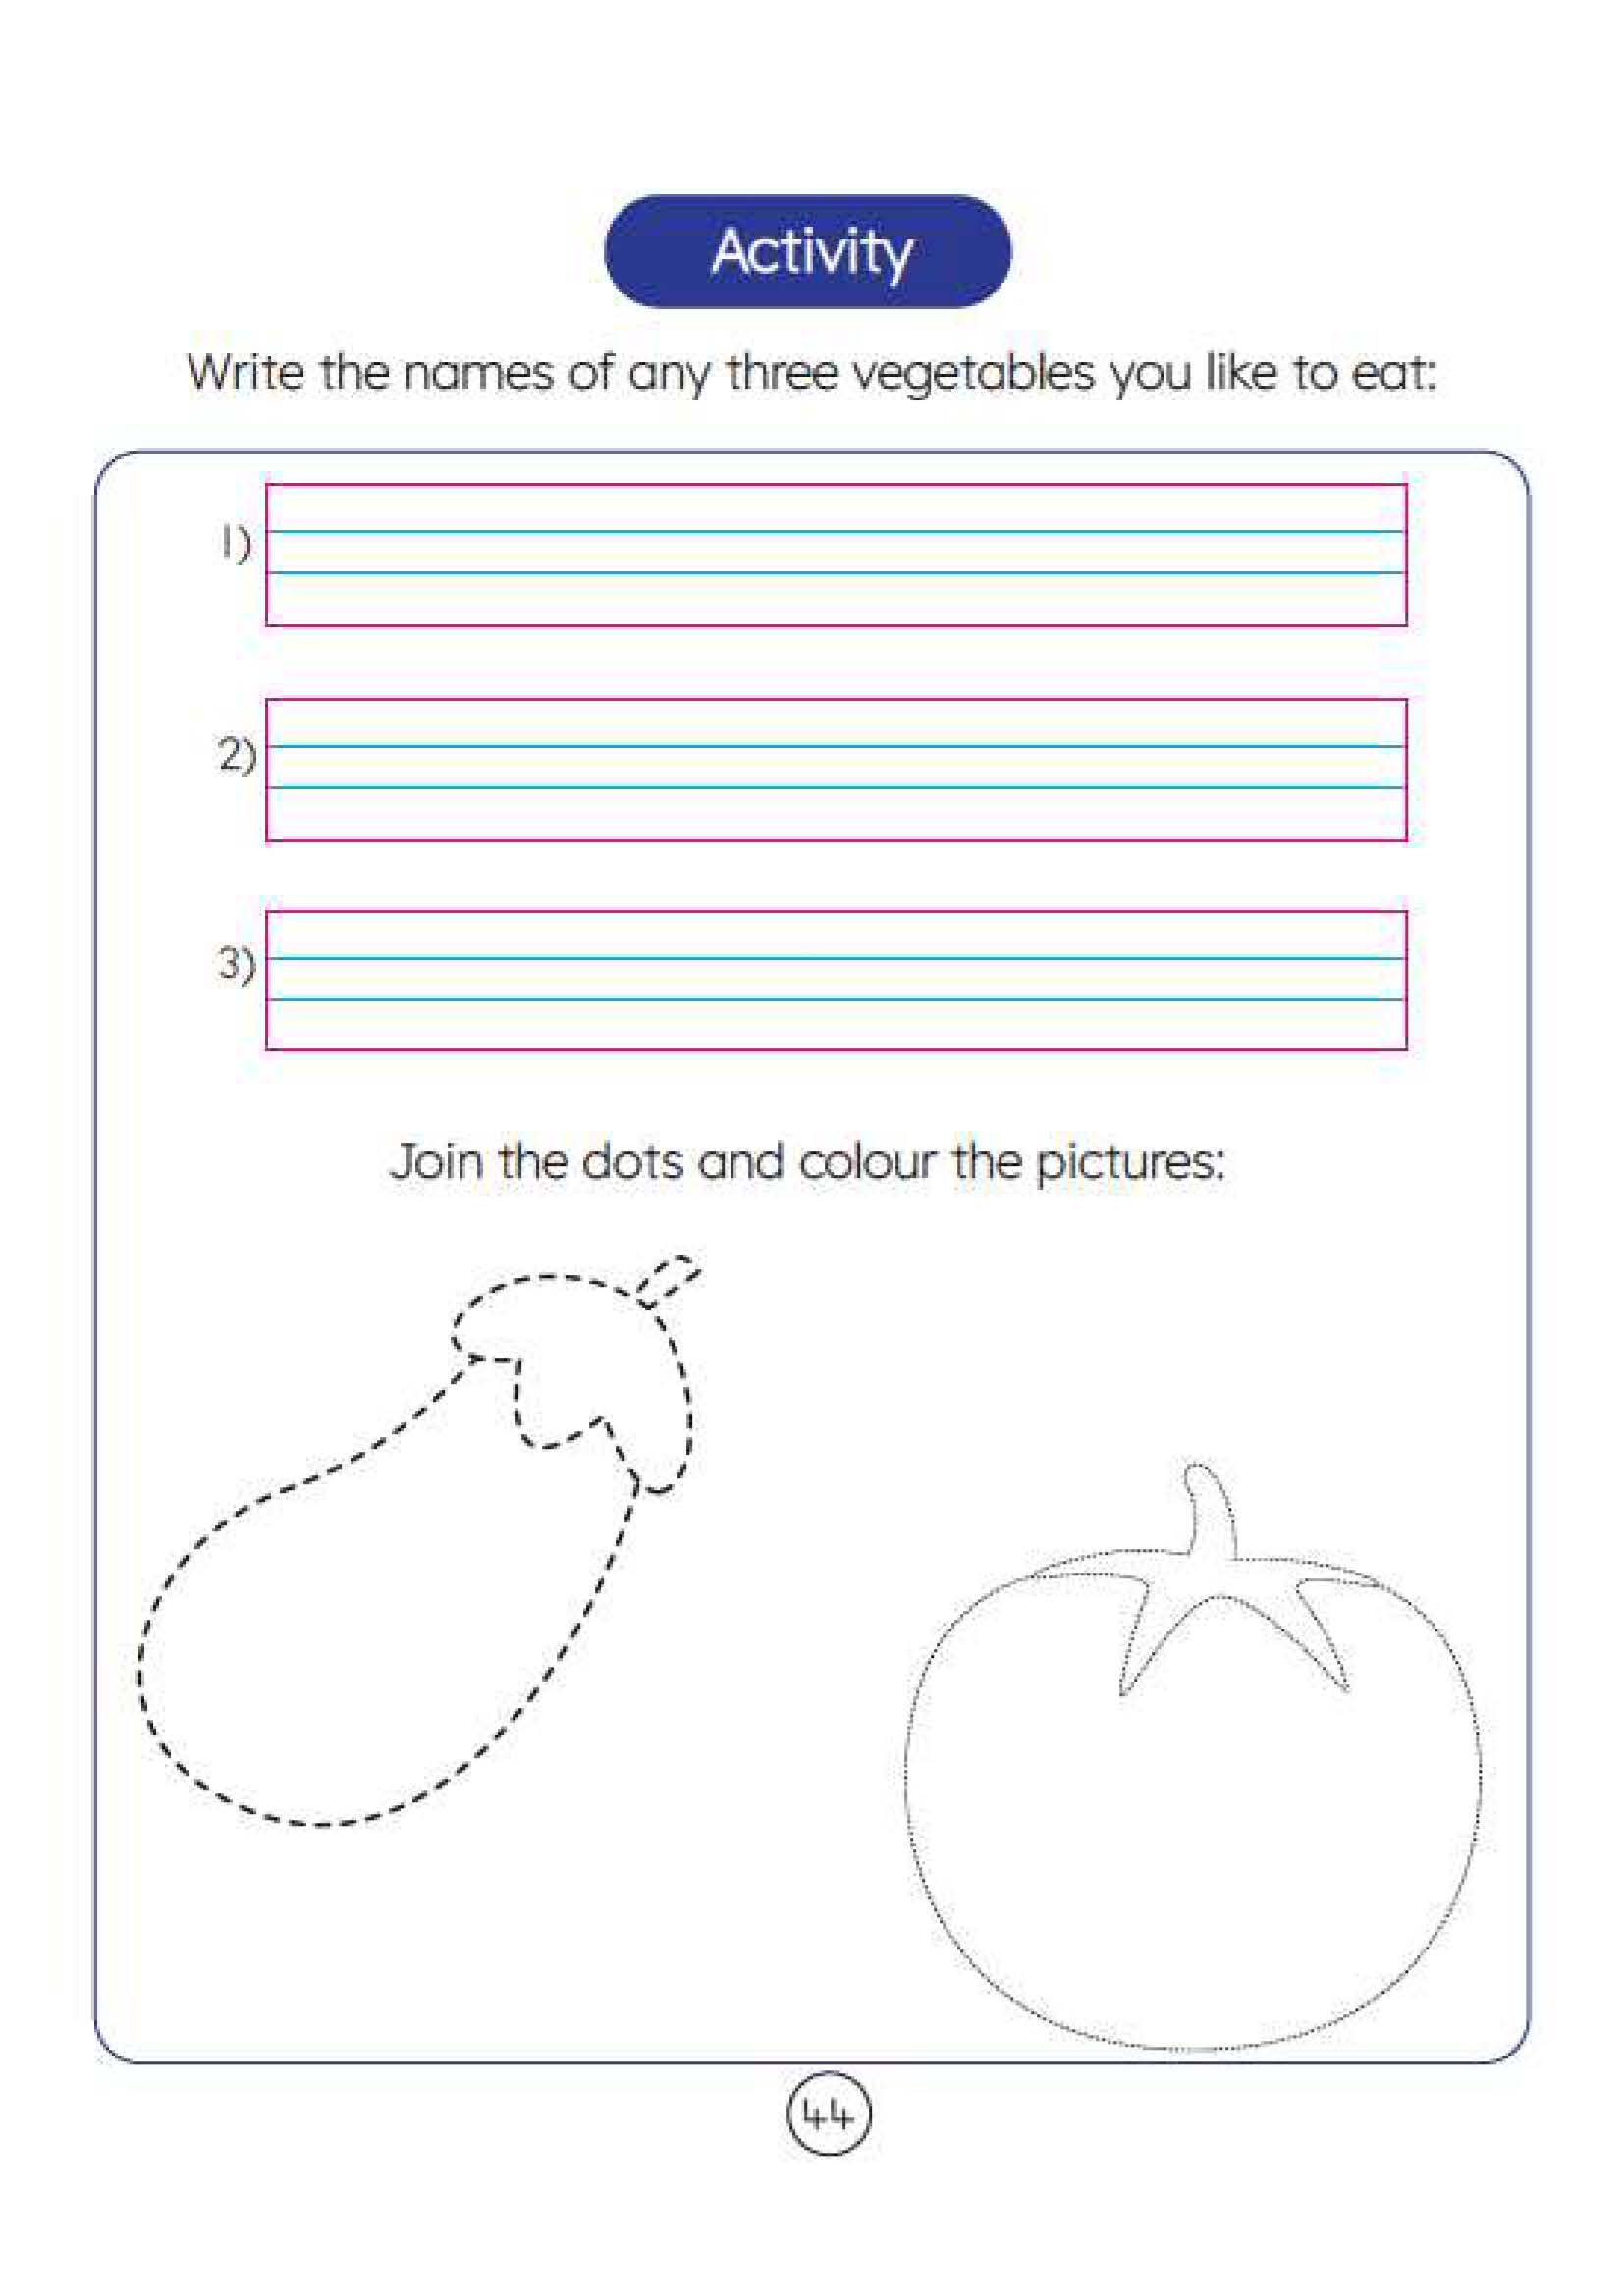 Activity
Write the names of any three vegetables you like to eat:
1)
2)
3)
Join the dots and colour the pictures:
44